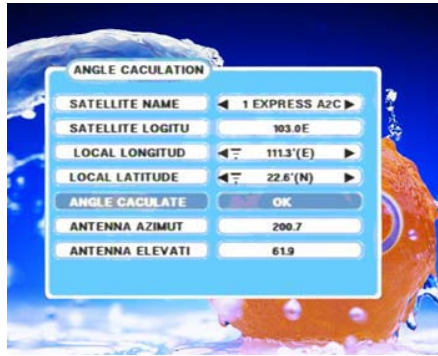 ANGLE CACULATION
SATELLITE NAME ◀ 1 EXPRESS A2C ▶
SATELLITE LOGITU 103.0E
LOCAL LONGITUD ◀ 111.3°(E) ▶
LOCAL LATITUDE ◀ 22.6°(N) ▶
ANGLE CACULATE OK
ANTENNA AZIMUT 200.7
ANTENNA ELEVATI 61.9